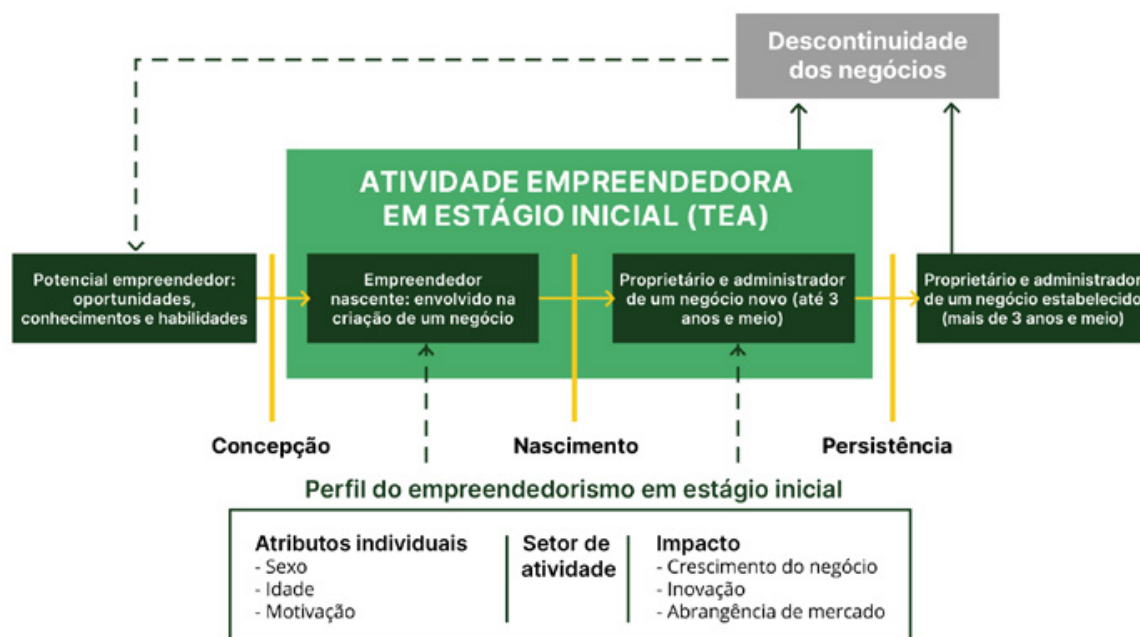 Descontinuidade
dos negócios
ATIVIDADE EMPREENDEDORA
EM ESTÁGIO INICIAL (TEA)
Potencial empreendedor:
oportunidades,
conhecimentos e habilidades
Empreendedor
nascente: envolvido na
criação de um negócio
Proprietário e administrador
de um negócio novo (até 3
anos e meio)
Proprietário e administrador
de um negócio estabelecido
(mais de 3 anos e meio)
Concepção
Nascimento
Persistência
Perfil do empreendedorismo em estágio inicial
Atributos individuais
- Sexo
- Idade
- Motivação
Setor de
atividade
Impacto
- Crescimento do negócio
- Inovação
- Abrangência de mercado